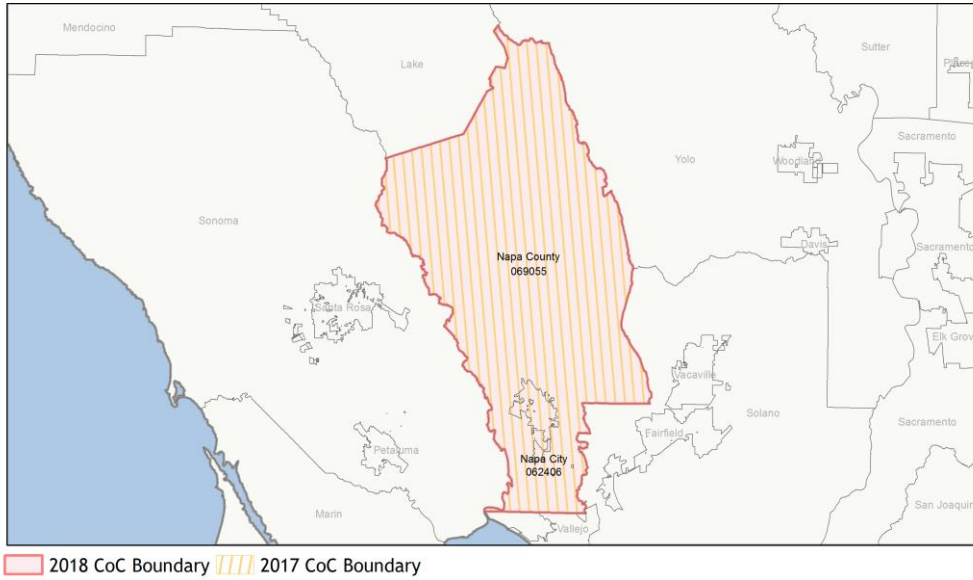 Mendocino
Lake
Sutter
Sacramento
Yolo
Woodland
Sonoma
Davis
Sacramento
Napa County
069055
Santa Rosa
Elk Grov
Vacaville
Solano
Fairfield
Sacramento
Petaluma
Napa City
062406
San Joaquin
Marin
Vallejo
2018 CoC Boundary 2017 CoC Boundary